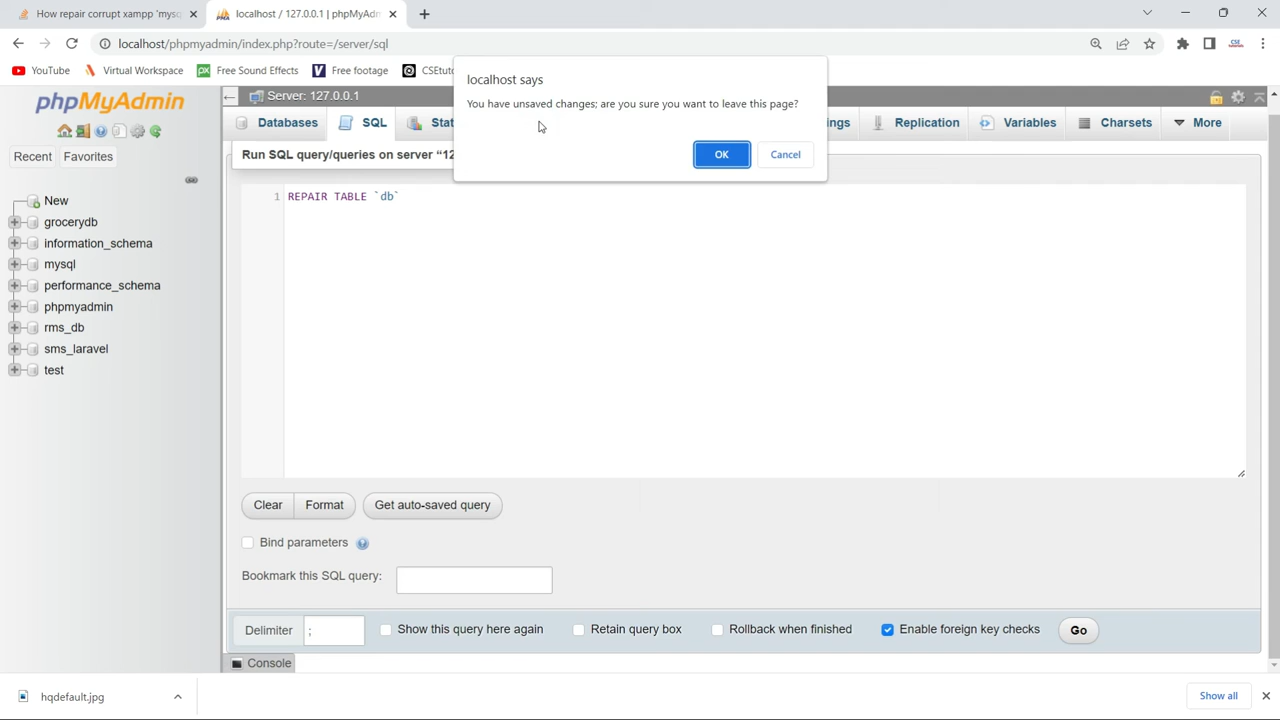 How repair corrupt xampp 'mysq
localhost / 127.0.0.1 | phpMyAdn
localhost/phpmyadmin/index.php?route=/server/sql
YouTube
Virtual Workspace
Free Sound Effects
Free footage
CSEtut
localhost says
You have unsaved changes; are you sure you want to leave this page?
OK
Cancel
phpMyAdmin
Recent
Favorites
New
grocerydb
information_schema
mysql
performance_schema
phpmyadmin
rms_db
sms_laravel
test
Server: 127.0.0.1
Databases
SQL
Stat
ings
Replication
Variables
Charsets
More
Run SQL query/queries on server “12
1 REPAIR TABLE `db`
Clear
Format
Get auto-saved query
Bind parameters
Bookmark this SQL query:
Delimiter
;
Show this query here again
Retain query box
Rollback when finished
Enable foreign key checks
Go
Console
hqdefault.jpg
Show all